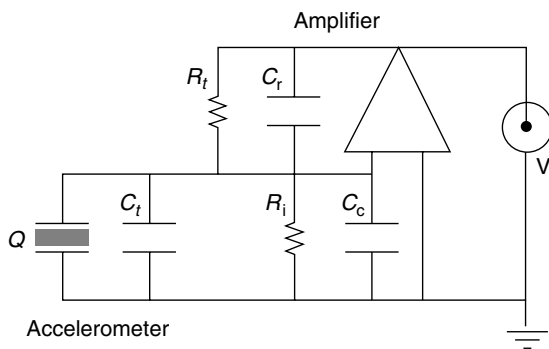 Amplifier
R_t
C_r
V
C_t
R_i
C_c
Q
Accelerometer